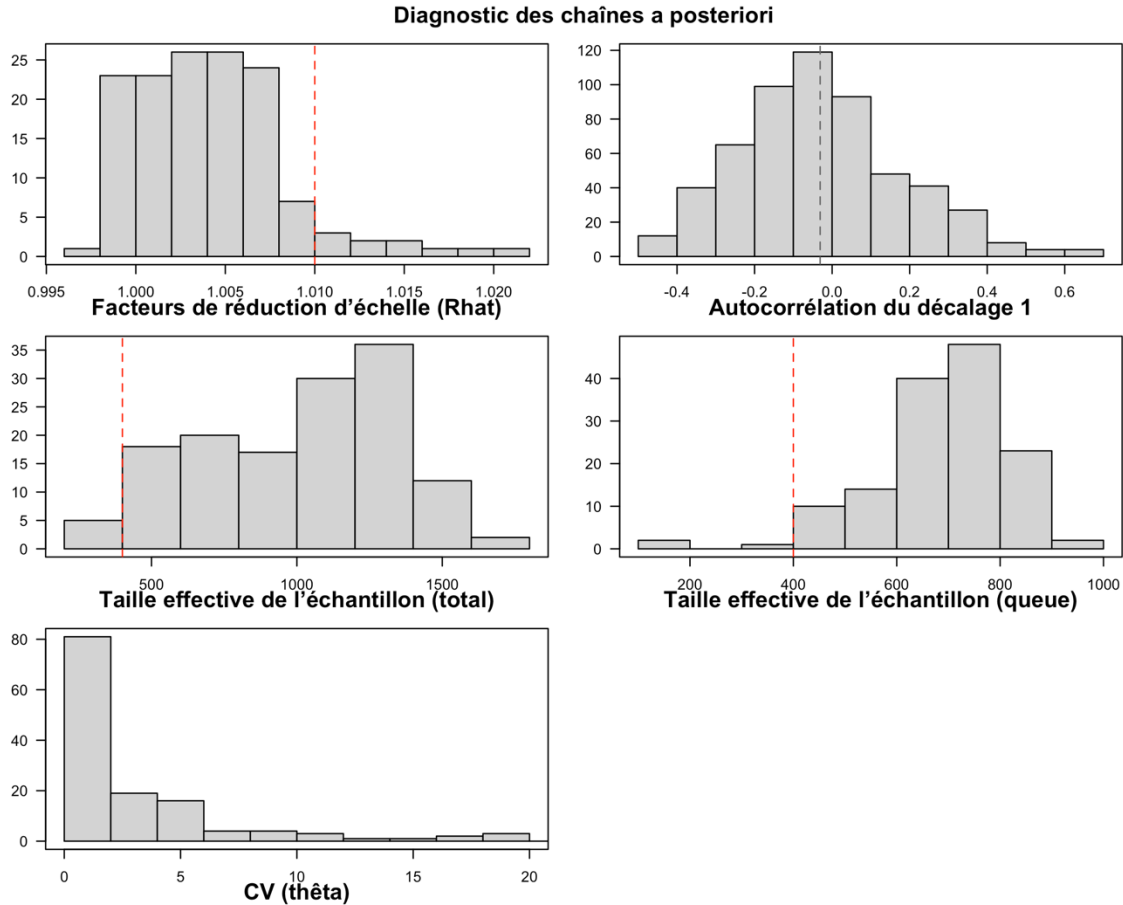 Diagnostic des chaînes a posteriori
25
20
15
10
5
0
0.995 1.000 1.005 1.010 1.015 1.020
Facteurs de réduction d’échelle (Rhat)
120
100
80
60
40
20
0
-0.4 -0.2 0.0 0.2 0.4 0.6
Autocorrélation du décalage 1
35
30
25
20
15
10
5
0
500 1000 1500
Taille effective de l’échantillon (total)
40
30
20
10
0
200 400 600 800 1000
Taille effective de l’échantillon (queue)
80
60
40
20
0
0 5 10 15 20
CV (thêta)